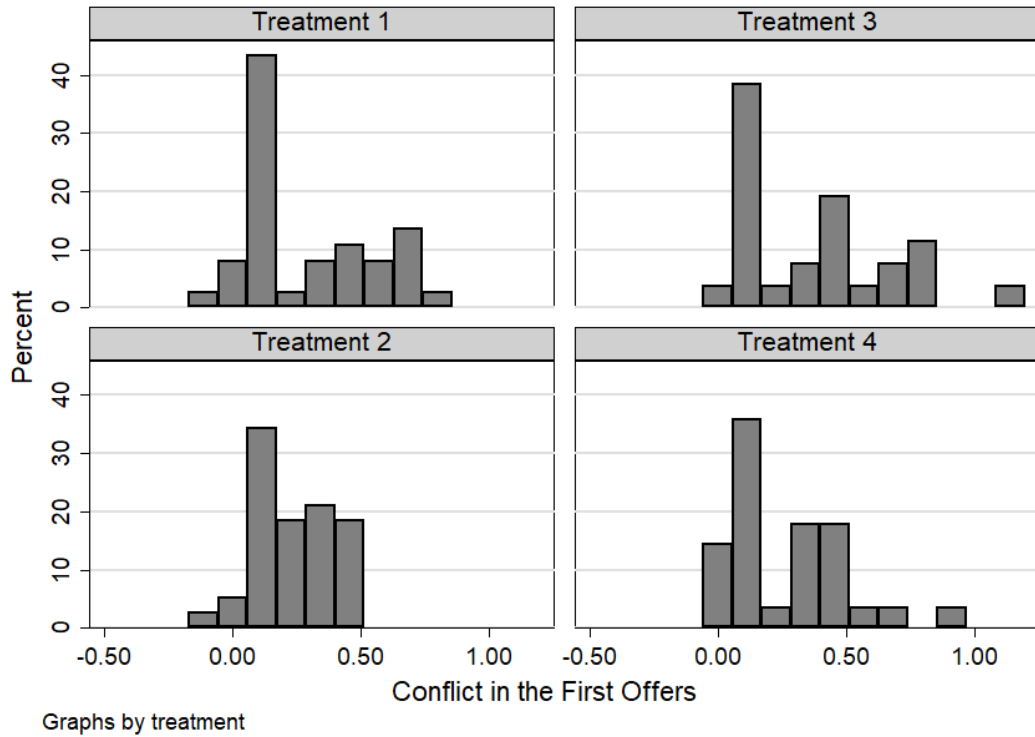 Treatment 1
Treatment 3
40
30
20
10
0
Treatment 2
Treatment 4
40
30
20
10
0
Percent
-0.50 0.00 0.50 1.00
-0.50 0.00 0.50 1.00
Conflict in the First Offers
Graphs by treatment